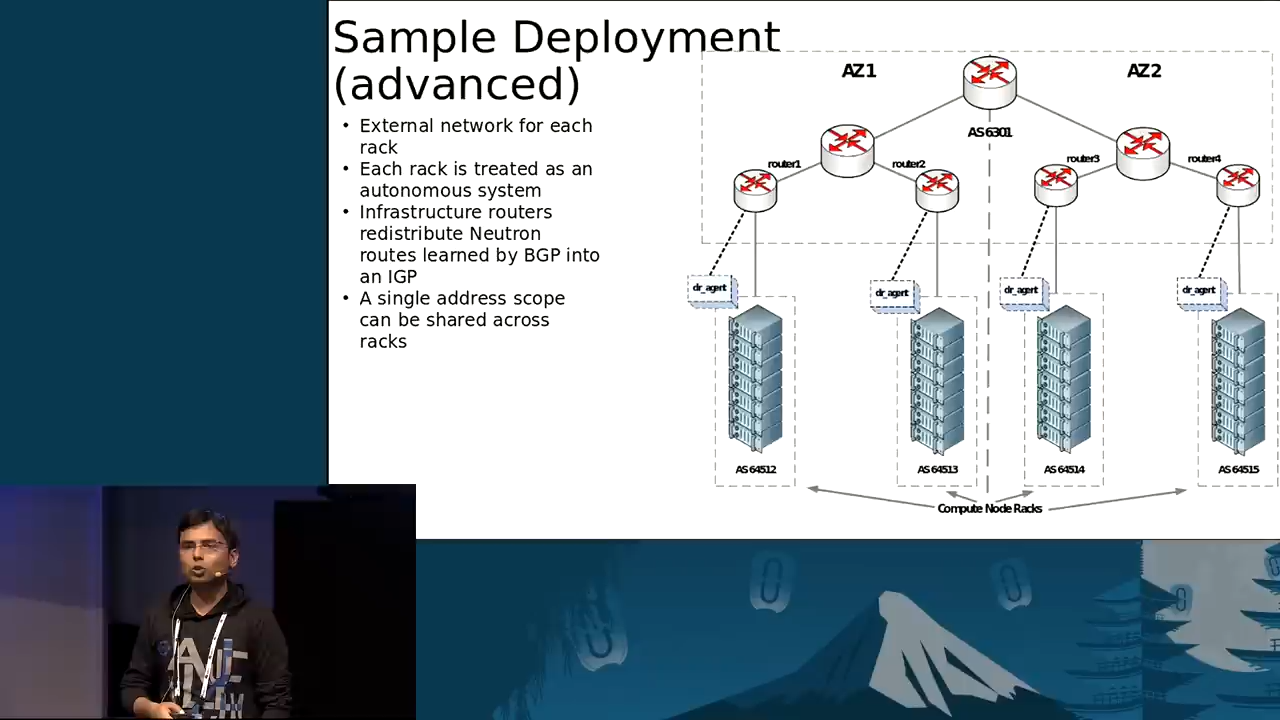 Sample Deployment
(advanced)
• External network for each
rack
• Each rack is treated as an
autonomous system
• Infrastructure routers
redistribute Neutron
routes learned by BGP into
an IGP
• A single address scope
can be shared across
racks
AZ1
AZ2
AS 6301
router1
router2
router3
router4
dr_agent
dr_agent
dr_agent
dr_agent
AS 64512
AS 64513
AS 64514
AS 64515
Compute Node Racks